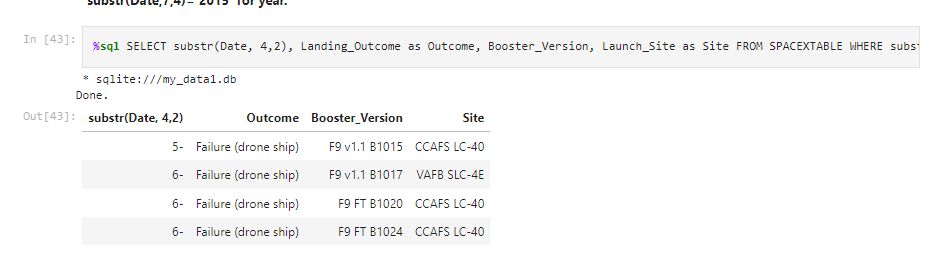 substr(Date,7,4)='2015' for year.
In [43]: %sql SELECT substr(Date, 4,2), Landing_Outcome as Outcome, Booster_Version, Launch_Site as Site FROM SPACEXTABLE WHERE subst
* sqlite:///my_data1.db
Done.
Out[43]: substr(Date, 4,2) Outcome Booster_Version Site
5- Failure (drone ship) F9 v1.1 B1015 CCAFS LC-40
6- Failure (drone ship) F9 v1.1 B1017 VAFB SLC-4E
6- Failure (drone ship) F9 FT B1020 CCAFS LC-40
6- Failure (drone ship) F9 FT B1024 CCAFS LC-40